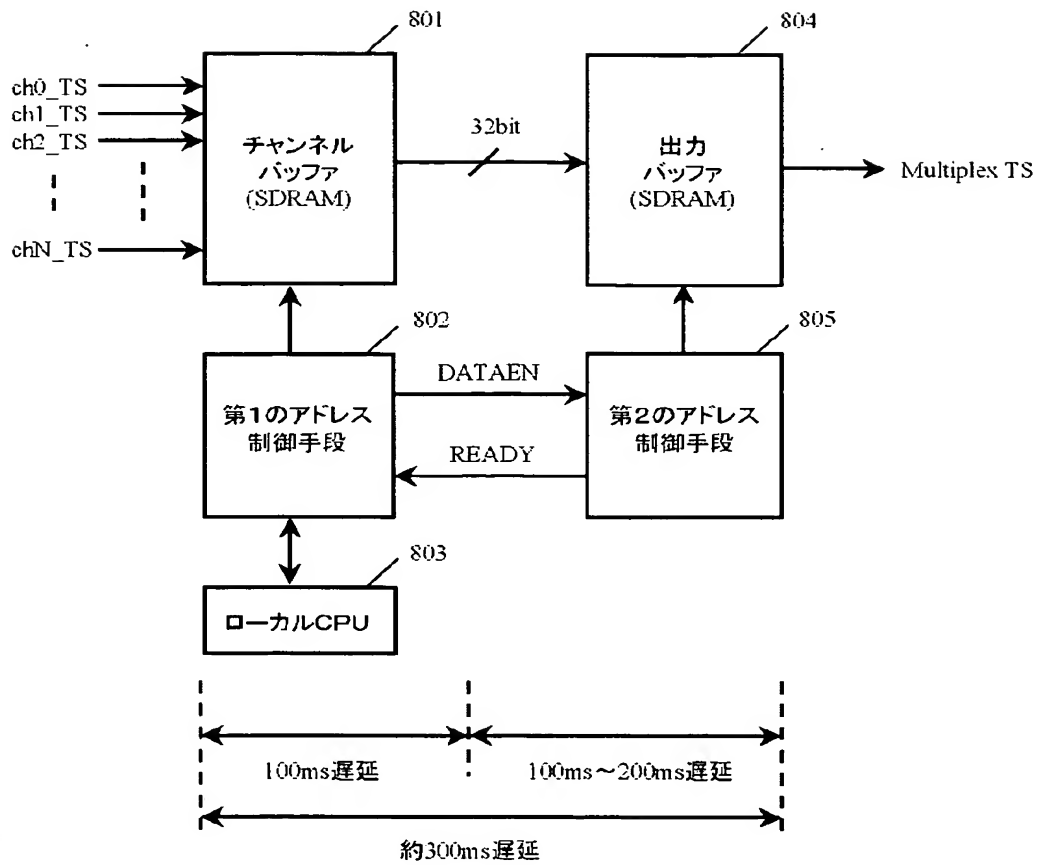 801
804
ch0_TS
ch1_TS
ch2_TS
chN_TS
チャンネル
バッファ
(SDRAM)
32bit
出力
バッファ
(SDRAM)
Multiplex TS
802
805
第1のアドレス
制御手段
DATAEN
READY
第2のアドレス
制御手段
803
ローカルCPU
100ms遅延
100ms～200ms遅延
約300ms遅延